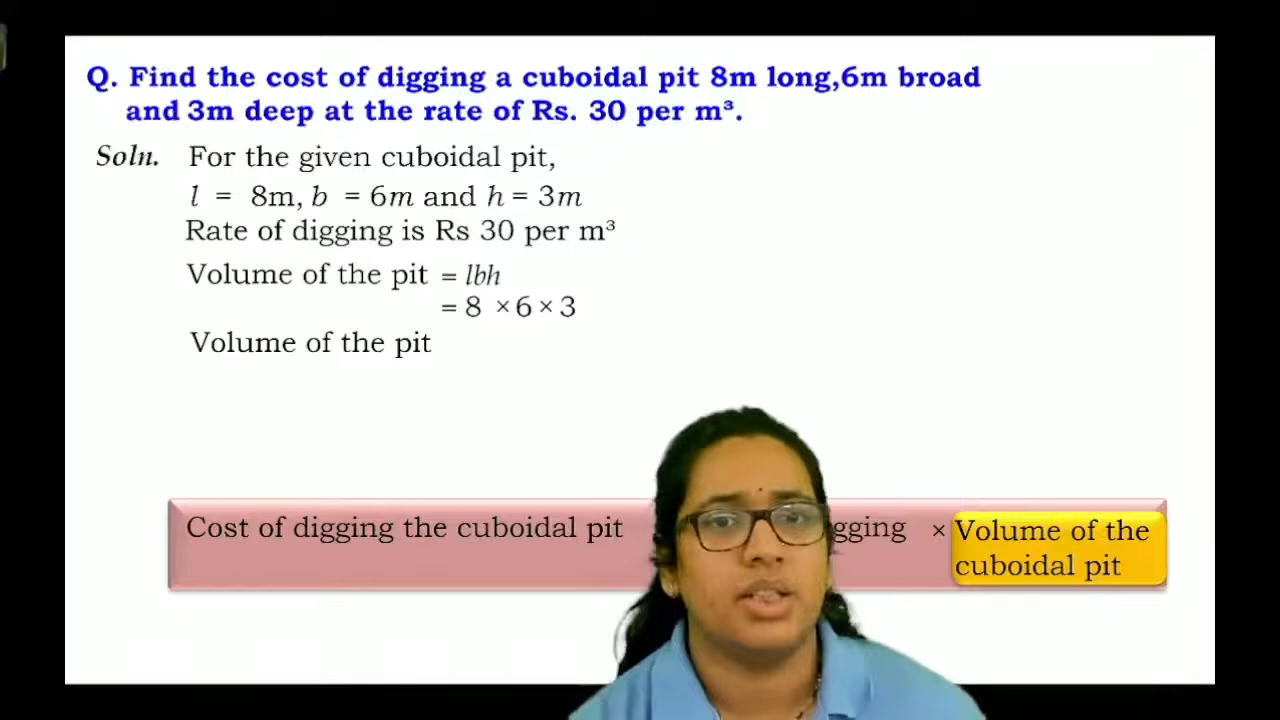 Q. Find the cost of digging a cuboidal pit 8m long,6m broad
and 3m deep at the rate of Rs. 30 per m³.
Soln. For the given cuboidal pit,
l = 8m, b = 6m and h = 3m
Rate of digging is Rs 30 per m³
Volume of the pit = lbh
= 8 × 6 × 3
Volume of the pit
Cost of digging the cuboidal pit × Volume of the
cuboidal pit